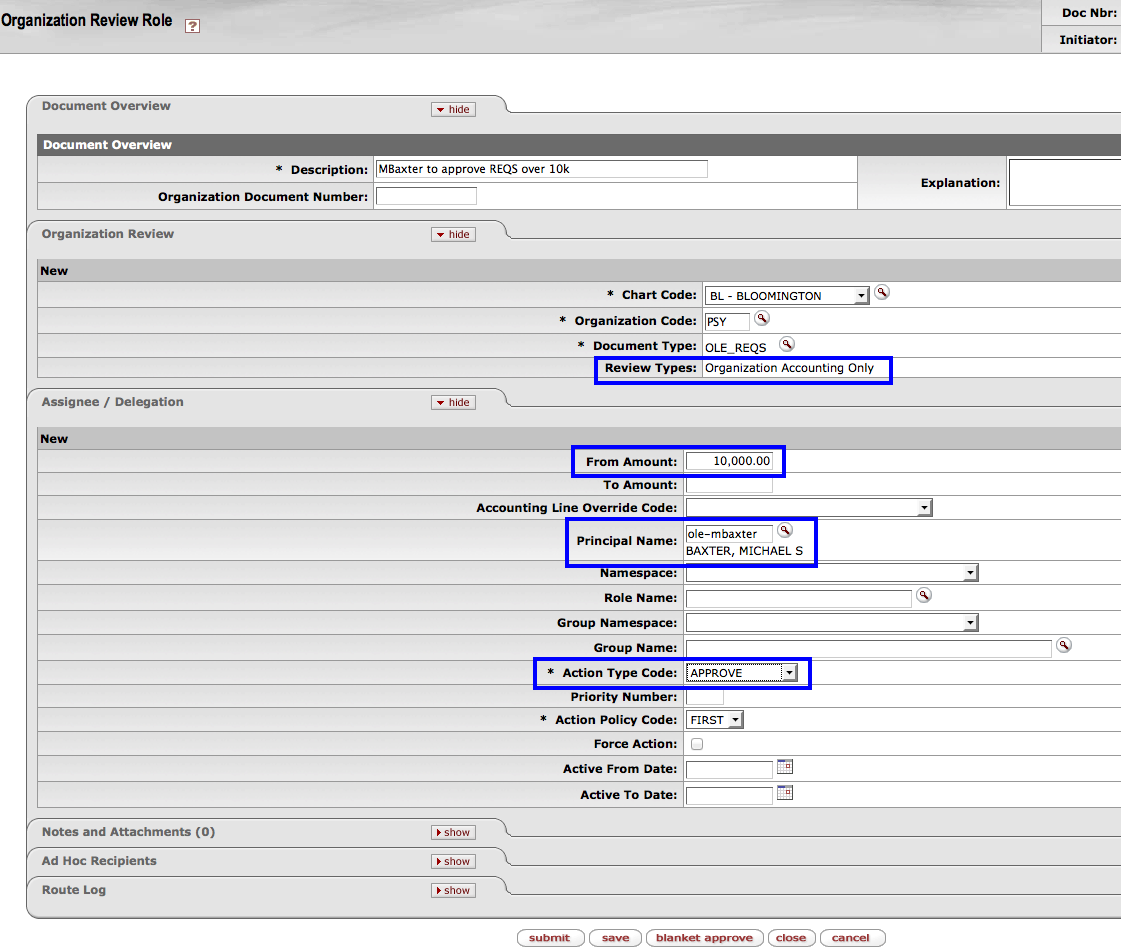 Organization Review Role ?
Doc Nbr:
Initiator:
Document Overview hide
Document Overview
* Description: MBaxter to approve REQS over 10k
Explanation:
Organization Document Number:
Organization Review hide
New
* Chart Code: BL - BLOOMINGTON
* Organization Code: PSY
* Document Type: OLE_REQS
Review Types: Organization Accounting Only
Assignee / Delegation hide
New
From Amount: 10,000.00
To Amount:
Accounting Line Override Code:
Principal Name: ole-mbaxter
BAXTER, MICHAEL S
Namespace:
Role Name:
Group Namespace:
Group Name:
* Action Type Code: APPROVE
Priority Number:
* Action Policy Code: FIRST
Force Action:
Active From Date:
Active To Date:
Notes and Attachments (0) show
Ad Hoc Recipients show
Route Log show
submit save blanket approve close cancel